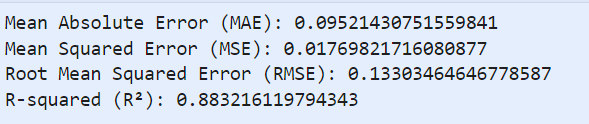 Mean Absolute Error (MAE): 0.09521430751559841
Mean Squared Error (MSE): 0.01769821716080877
Root Mean Squared Error (RMSE): 0.13303464646778587
R-squared (R²): 0.883216119794343